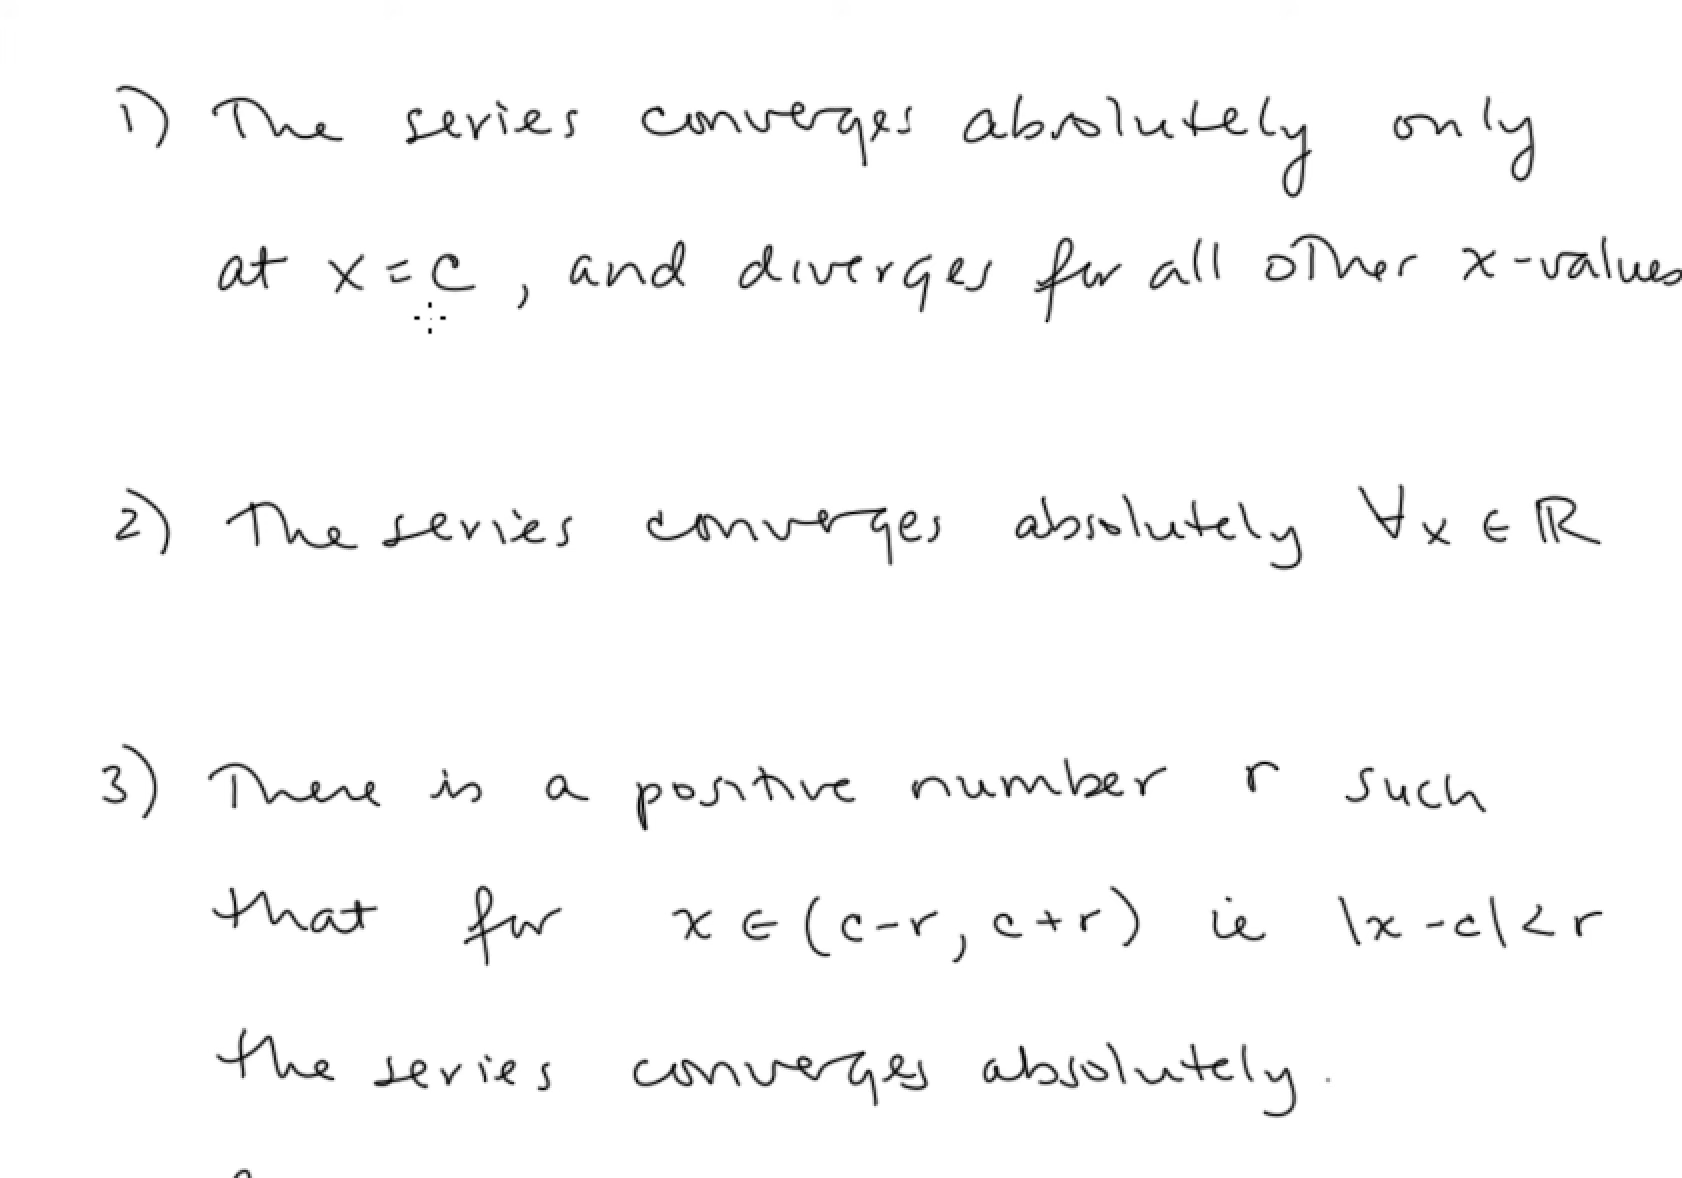 1) The series converges absolutely only
at x = c, and diverges for all other x-values
2) The series converges absolutely ∀x ∈ ℝ
3) There is a positive number r such
that for x ∈ (c-r, c+r) ie |x-c| < r
the series converges absolutely.